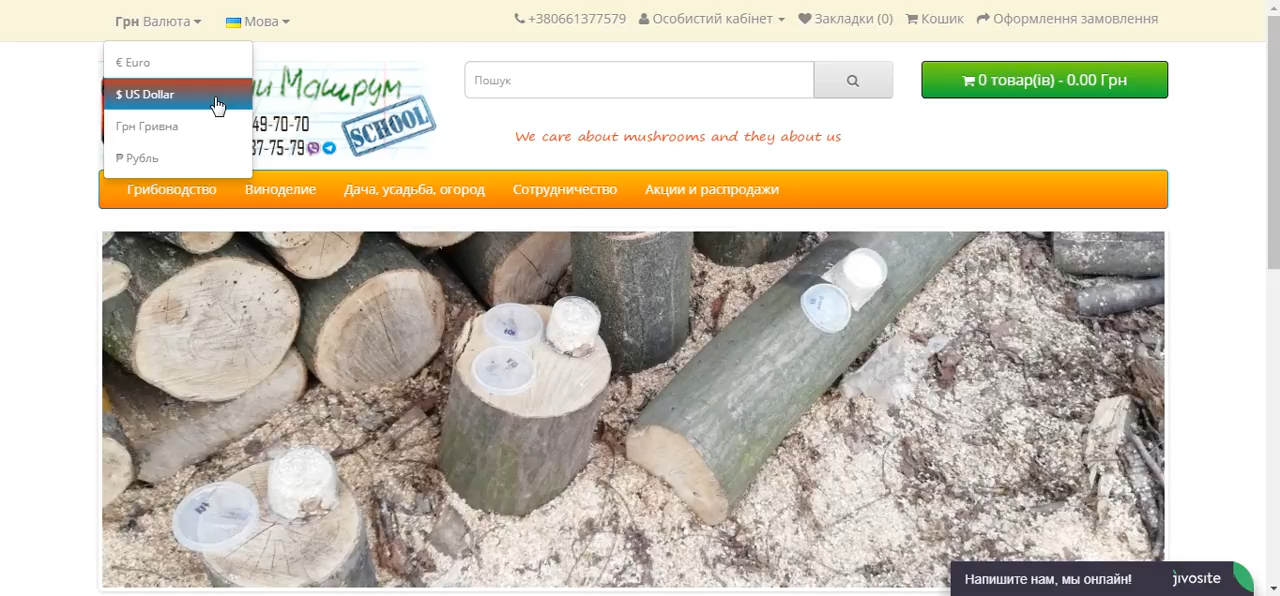 Грн Валюта
Мова
+380661377579
Особистий кабінет
Закладки (0)
Кошик
Оформлення замовлення
€ Euro
$ US Dollar
Грн Гривна
₱ Рубль
Машрум
49-70-70
37-75-79
SCHOOL
Пошук
0 товар(ів) - 0.00 Грн
We care about mushrooms and they about us
Грибоводство
Виноделие
Дача, усадьба, огород
Сотрудничество
Акции и распродажи
Напишите нам, мы онлайн!
jivosite